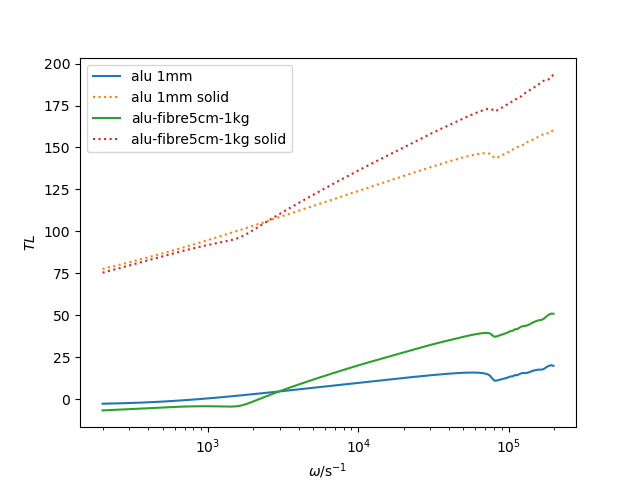 200
175
150
125
100
75
50
25
0
TL
alu 1mm
alu 1mm solid
alu-fibre5cm-1kg
alu-fibre5cm-1kg solid
10³ 10⁴ 10⁵
ω/s⁻¹